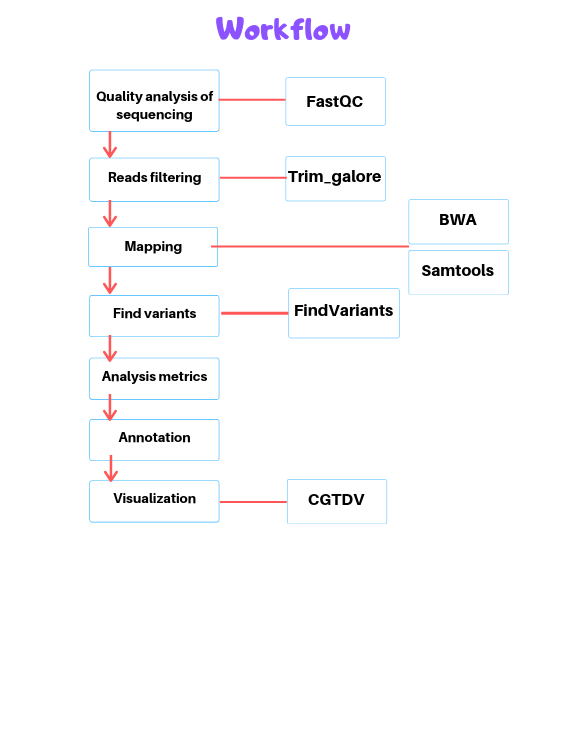 Workflow
Quality analysis of
sequencing
FastQC
Reads filtering
Trim_galore
Mapping
BWA
Samtools
Find variants
FindVariants
Analysis metrics
Annotation
Visualization
CGTDV